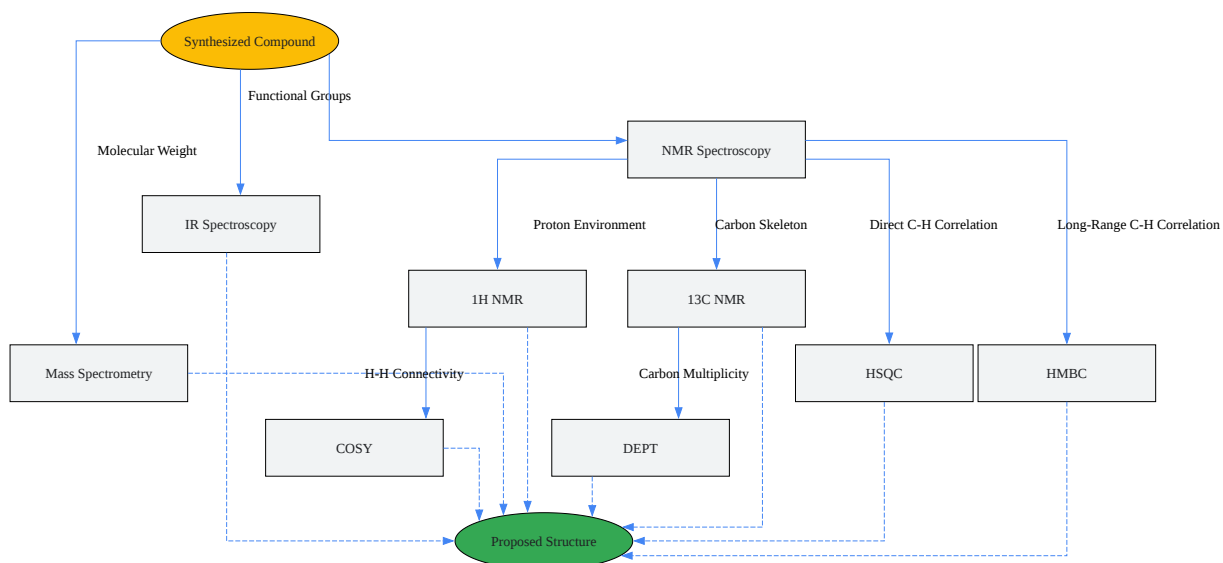 Synthesized Compound
Functional Groups
Molecular Weight
NMR Spectroscopy
IR Spectroscopy
Proton Environment
Carbon Skeleton
Direct C-H Correlation
Long-Range C-H Correlation
1H NMR
13C NMR
Mass Spectrometry
H-H Connectivity
Carbon Multiplicity
HSQC
HMBC
COSY
DEPT
Proposed Structure